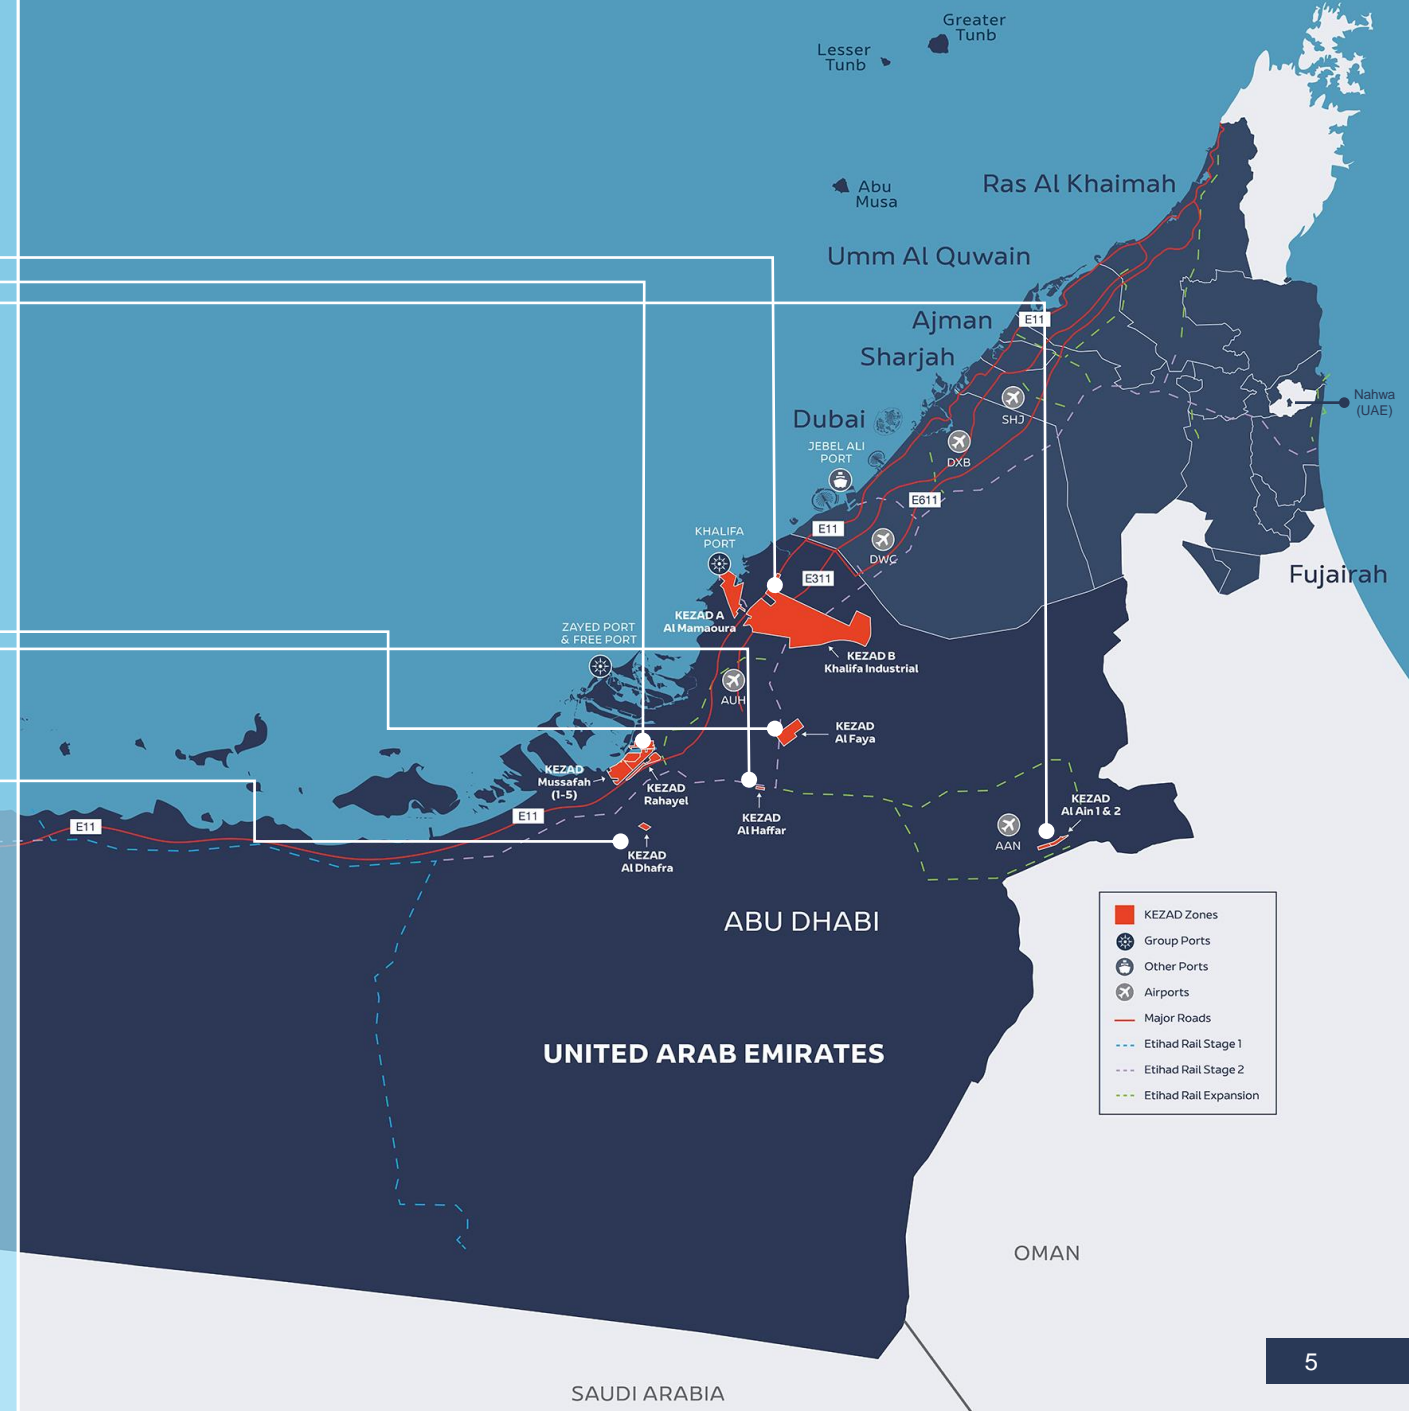 Greater
Tunb
Lesser
Tunb
Abu
Musa
Ras Al Khaimah
Umm Al Quwain
Ajman
E11
Sharjah
Nahwa
(UAE)
SHJ
Dubai
JEBEL ALI
PORT
DXB
E611
E11
KHALIFA
PORT
DWC
E311
Fujairah
KEZAD A
Al Mamaoura
ZAYED PORT
& FREE PORT
KEZAD B
Khalifa Industrial
AUH
KEZAD
Al Faya
KEZAD
Mussafah
(1-5)
KEZAD
Rahayel
KEZAD
Al Ain 1 & 2
E11
E11
KEZAD
Al Haffar
AAN
KEZAD
Al Dhafra
ABU DHABI
KEZAD Zones
Group Ports
Other Ports
Airports
Major Roads
Etihad Rail Stage 1
Etihad Rail Stage 2
Etihad Rail Expansion
UNITED ARAB EMIRATES
OMAN
5
SAUDI ARABIA